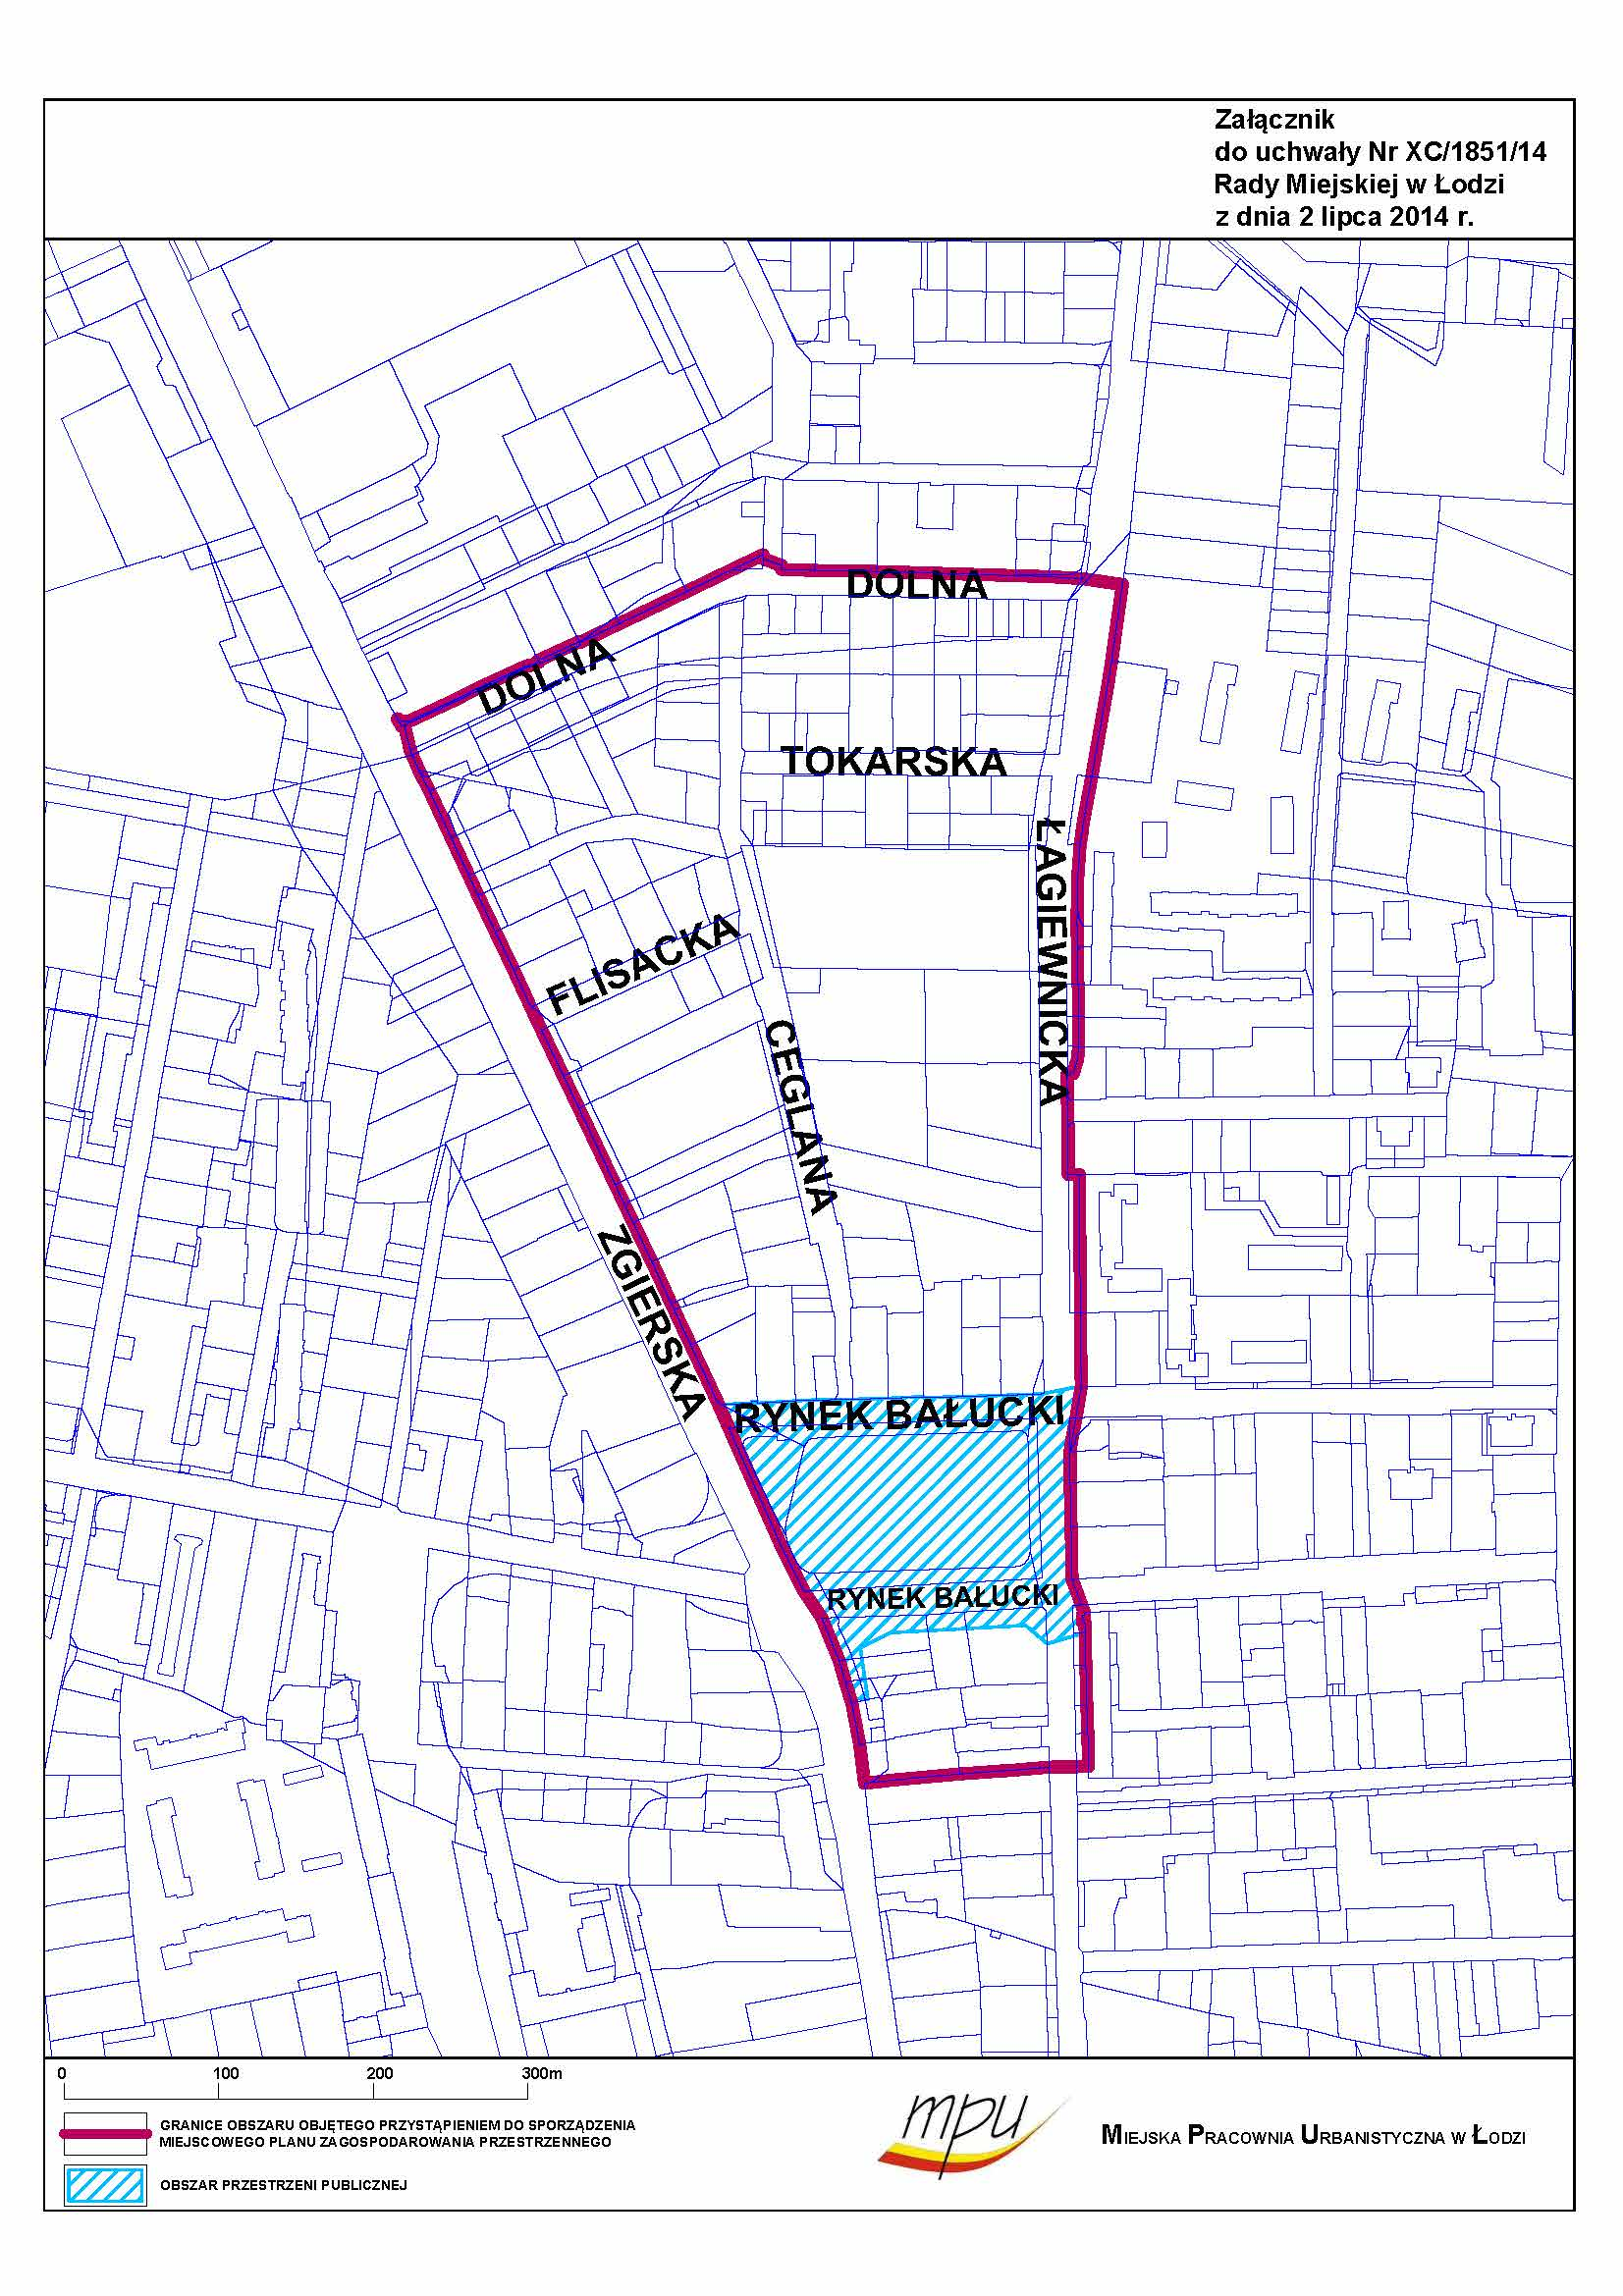 Załącznik
do uchwały Nr XC/1851/14
Rady Miejskiej w Łodzi
z dnia 2 lipca 2014 r.
DOLNA
DOLNA
TOKARSKA
ŁAGIEWNICKA
FLISACKA
CEGLANA
ZGIERSKA
RYNEK BAŁUCKI
RYNEK BAŁUCKI
0 100 200 300m
GRANICE OBSZARU OBJĘTEGO PRZYSTĄPIENIEM DO SPORZĄDZENIA
MIEJSCOWEGO PLANU ZAGOSPODAROWANIA PRZESTRZENNEGO
OBSZAR PRZESTRZENI PUBLICZNEJ
mpu
MIEJSKA PRACOWNIA URBANISTYCZNA W ŁODZI